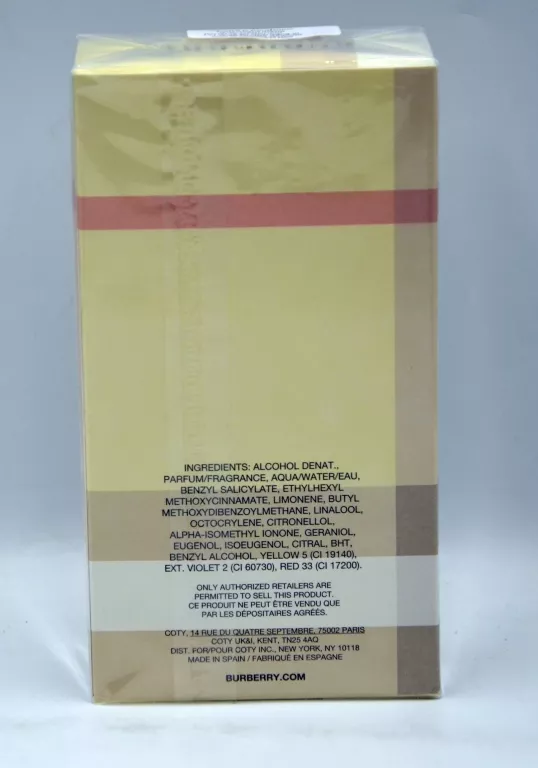 INGREDIENTS: ALCOHOL DENAT.,
PARFUM/FRAGRANCE, AQUA/WATER/EAU,
BENZYL SALICYLATE, ETHYLHEXYL
METHOXYCINNAMATE, LIMONENE, BUTYL
METHOXYDIBENZOYLMETHANE, LINALOOL,
OCTOCRYLENE, CITRONELLOL,
ALPHA-ISOMETHYL IONONE, GERANIOL,
EUGENOL, ISOEUGENOL, CITRAL, BHT,
BENZYL ALCOHOL, YELLOW 5 (CI 19140),
EXT. VIOLET 2 (CI 60730), RED 33 (CI 17200).
ONLY AUTHORIZED RETAILERS ARE
PERMITTED TO SELL THIS PRODUCT.
CE PRODUIT NE PEUT ÊTRE VENDU QUE
PAR LES DÉPOSITAIRES AGRÉÉS.
COTY, 14 RUE DU QUATRE SEPTEMBRE, 75002 PARIS
COTY UK&I, KENT, TN25 4AQ
DIST. FOR/POUR COTY INC., NEW YORK, NY 10118
MADE IN SPAIN / FABRIQUÉ EN ESPAGNE
BURBERRY.COM